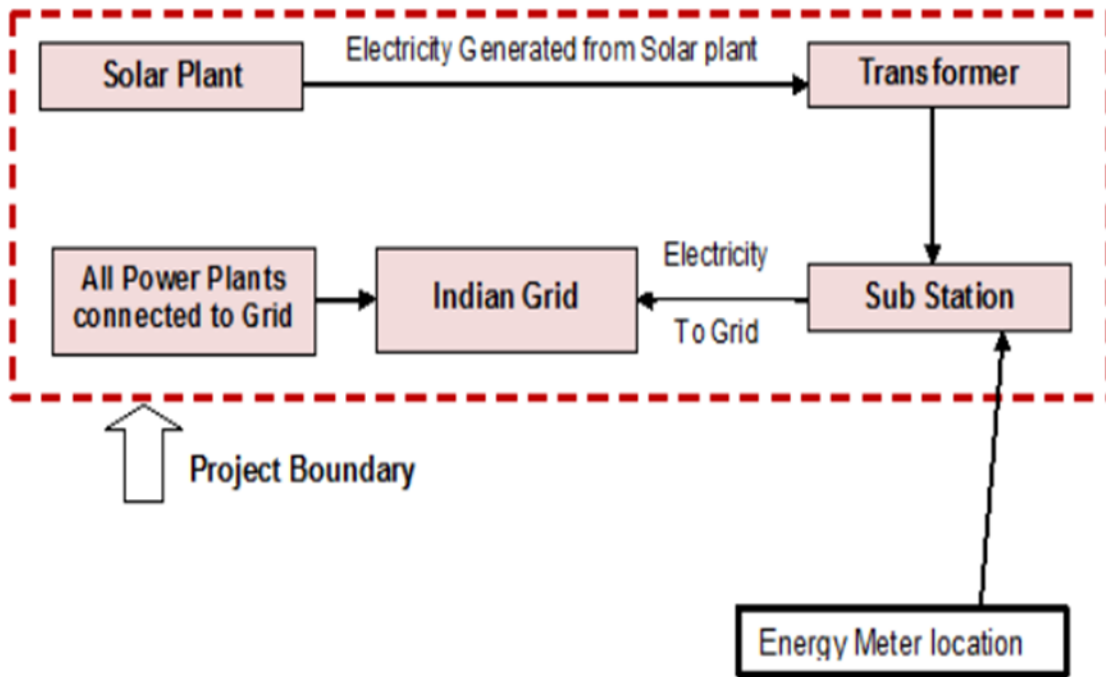 Electricity Generated from Solar plant
Solar Plant
Transformer
All Power Plants
connected to Grid
Indian Grid
Electricity
To Grid
Sub Station
Project Boundary
Energy Meter location